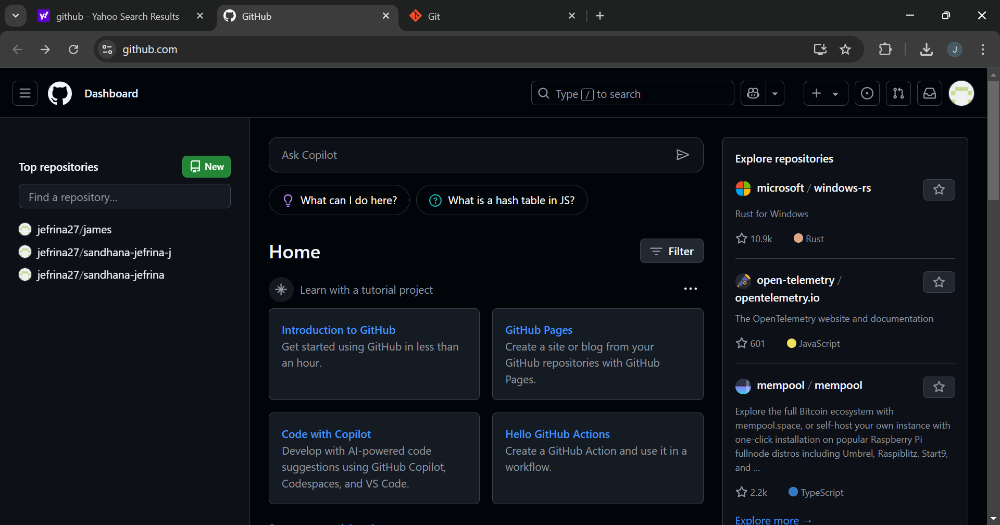 github - Yahoo Search Results
GitHub
Git
github.com
J
Dashboard
Type / to search
Top repositories
New
Find a repository...
jefrina27/james
jefrina27/sandhana-jefrina-j
jefrina27/sandhana-jefrina
Ask Copilot
What can I do here?
What is a hash table in JS?
Home
Filter
Learn with a tutorial project
Introduction to GitHub
Get started using GitHub in less than
an hour.
GitHub Pages
Create a site or blog from your
GitHub repositories with GitHub
Pages.
Code with Copilot
Develop with AI-powered code
suggestions using GitHub Copilot,
Codespaces, and VS Code.
Hello GitHub Actions
Create a GitHub Action and use it in a
workflow.
Explore repositories
microsoft / windows-rs
Rust for Windows
10.9k Rust
open-telemetry /
opentelemetry.io
The OpenTelemetry website and documentation
601 JavaScript
mempool / mempool
Explore the full Bitcoin ecosystem with
mempool.space, or self-host your own instance with
one-click installation on popular Raspberry Pi
fullnode distros including Umbrel, Raspiblitz, Start9,
and ...
2.2k TypeScript
Explore more →